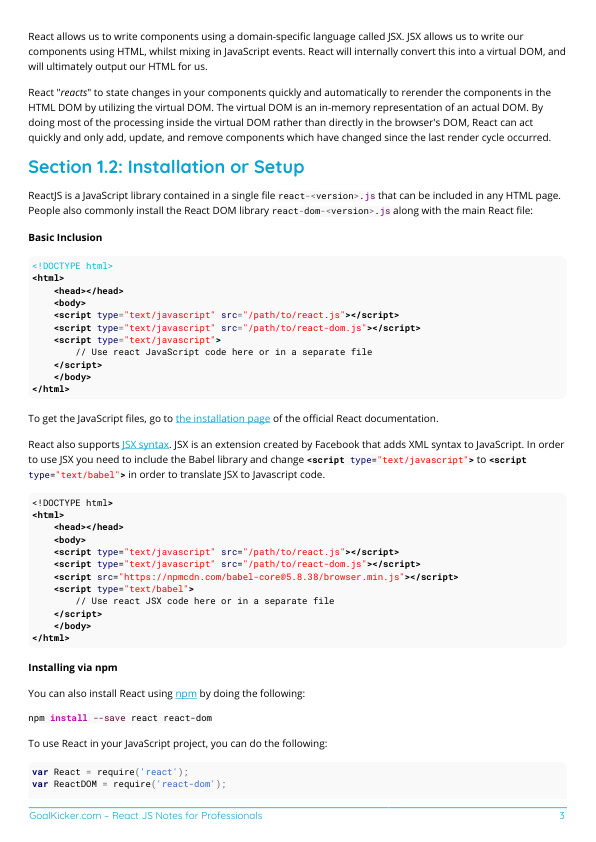 React allows us to write components using a domain-specific language called JSX. JSX allows us to write our
components using HTML, whilst mixing in JavaScript events. React will internally convert this into a virtual DOM, and
will ultimately output our HTML for us.
React "reacts" to state changes in your components quickly and automatically to rerender the components in the
HTML DOM by utilizing the virtual DOM. The virtual DOM is an in-memory representation of an actual DOM. By
doing most of the processing inside the virtual DOM rather than directly in the browser's DOM, React can act
quickly and only add, update, and remove components which have changed since the last render cycle occurred.
Section 1.2: Installation or Setup
ReactJS is a JavaScript library contained in a single file react-<version>.js that can be included in any HTML page.
People also commonly install the React DOM library react-dom-<version>.js along with the main React file:
Basic Inclusion
<!DOCTYPE html>
<html>
    <head></head>
    <body>
    <script type="text/javascript" src="/path/to/react.js"></script>
    <script type="text/javascript" src="/path/to/react-dom.js"></script>
    <script type="text/javascript">
        // Use react JavaScript code here or in a separate file
    </script>
    </body>
</html>
To get the JavaScript files, go to the installation page of the official React documentation.
React also supports JSX syntax. JSX is an extension created by Facebook that adds XML syntax to JavaScript. In order
to use JSX you need to include the Babel library and change <script type="text/javascript"> to <script
type="text/babel"> in order to translate JSX to Javascript code.
<!DOCTYPE html>
<html>
    <head></head>
    <body>
    <script type="text/javascript" src="/path/to/react.js"></script>
    <script type="text/javascript" src="/path/to/react-dom.js"></script>
    <script src="https://npmcdn.com/babel-core@5.8.38/browser.min.js"></script>
    <script type="text/babel">
        // Use react JSX code here or in a separate file
    </script>
    </body>
</html>
Installing via npm
You can also install React using npm by doing the following:
npm install --save react react-dom
To use React in your JavaScript project, you can do the following:
var React = require('react');
var ReactDOM = require('react-dom');
GoalKicker.com – React JS Notes for Professionals 3